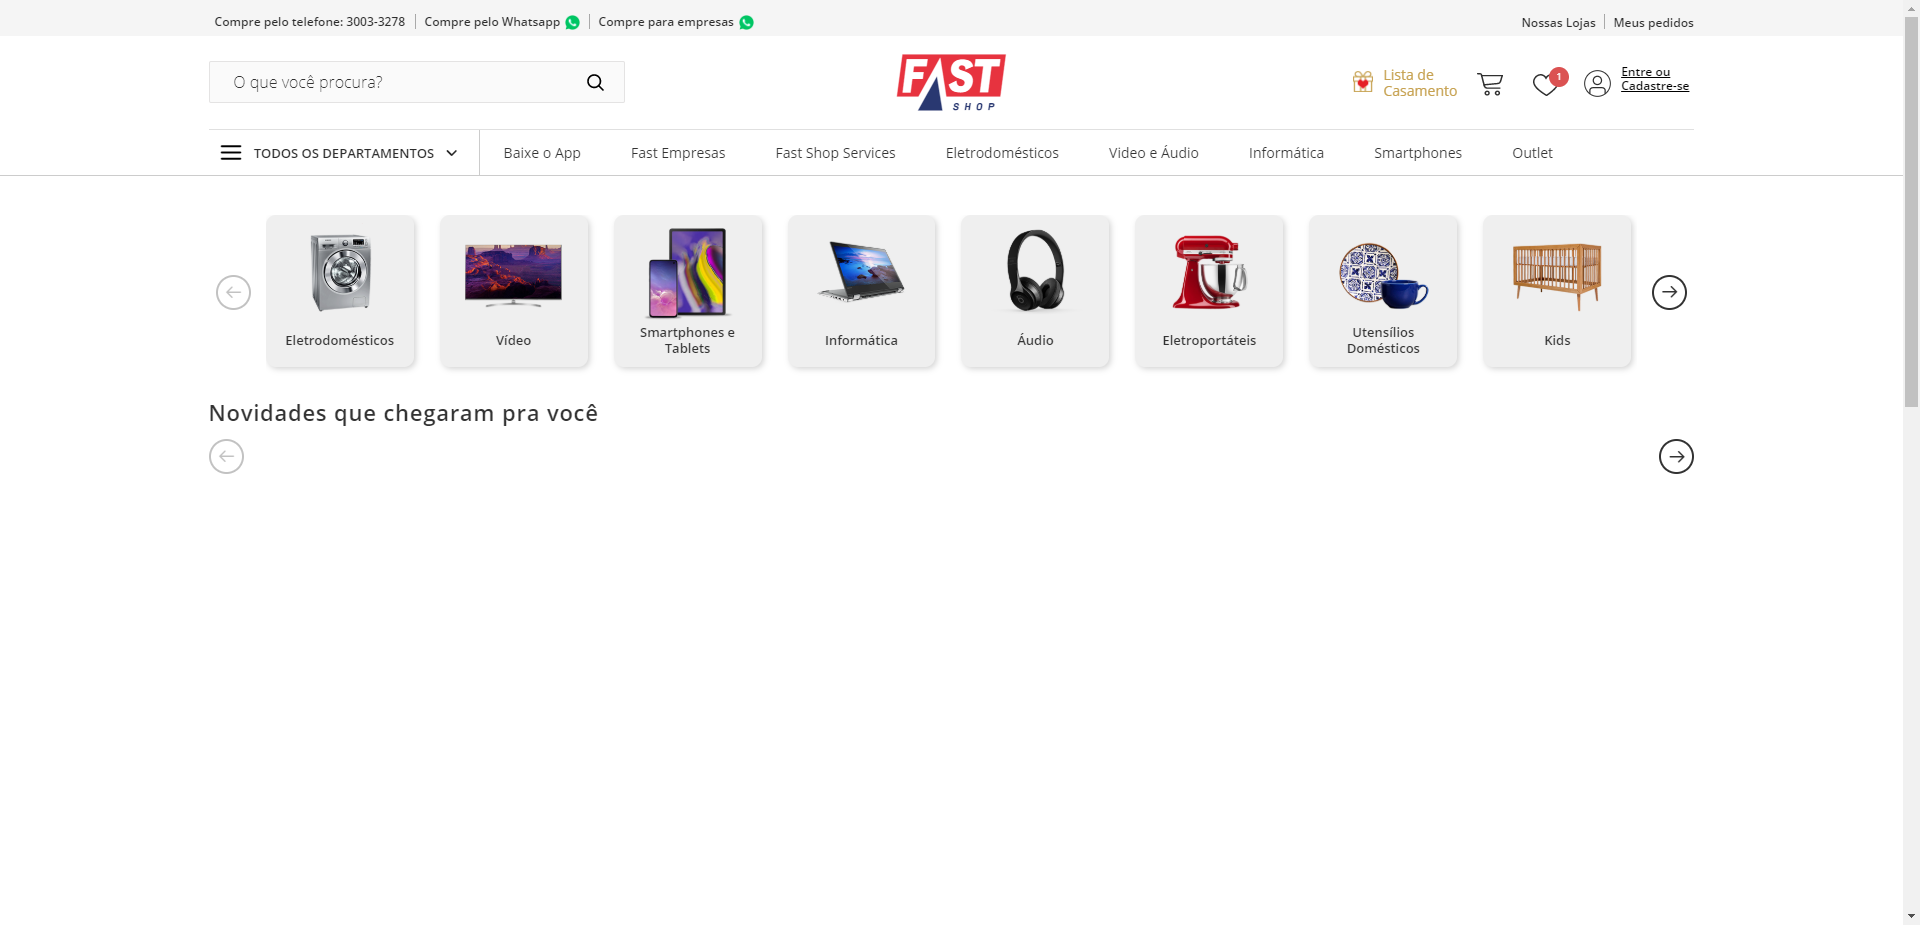 Compre pelo telefone: 3003-3278
Compre pelo Whatsapp
Compre para empresas
Nossas Lojas
Meus pedidos
O que você procura?
FAST
SHOP
Lista de
Casamento
1
Entre ou
Cadastre-se
TODOS OS DEPARTAMENTOS
Baixe o App
Fast Empresas
Fast Shop Services
Eletrodomésticos
Video e Áudio
Informática
Smartphones
Outlet
Eletrodomésticos
Vídeo
Smartphones e
Tablets
Informática
Áudio
Eletroportáteis
Utensílios
Domésticos
Kids
Novidades que chegaram pra você